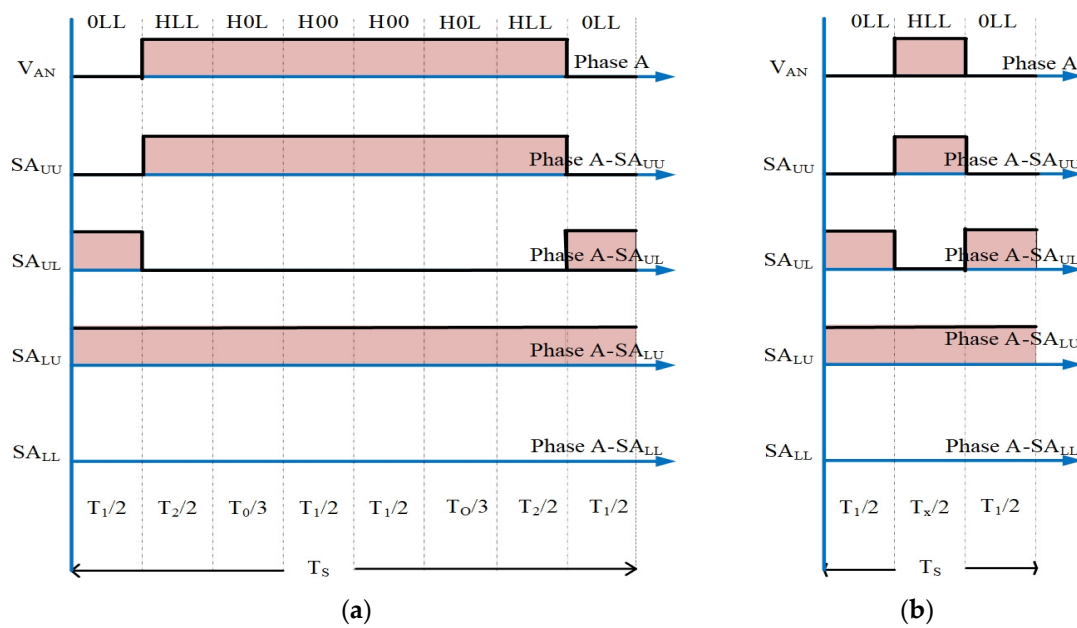 0LL HLL H0L H00 H00 H0L HLL 0LL
V_AN Phase A
SA_UU Phase A-SA_UU
SA_UL Phase A-SA_UL
SA_LU Phase A-SA_LU
SA_LL Phase A-SA_LL
T_1/2 T_2/2 T_0/3 T_1/2 T_1/2 T_O/3 T_2/2 T_1/2
T_S
(a)
0LL HLL 0LL
V_AN Phase A
SA_UU Phase A-SA_UU
SA_UL Phase A-SA_UL
SA_LU Phase A-SA_LU
SA_LL Phase A-SA_LL
T_1/2 T_x/2 T_1/2
T_S
(b)